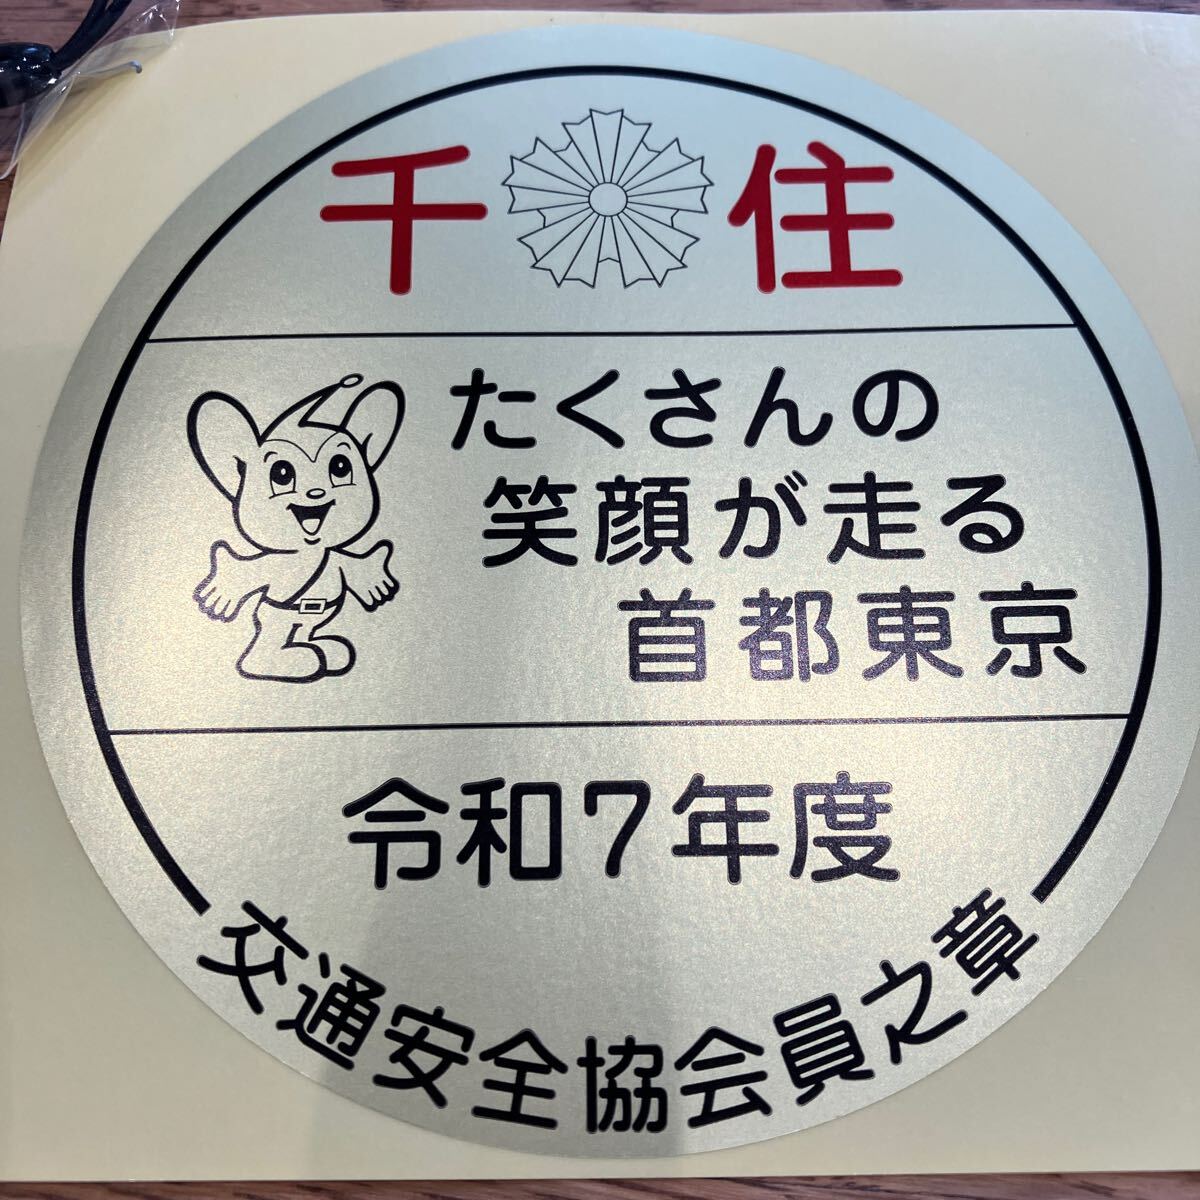 千住
たくさんの
笑顔が走る
首都東京
令和7年度
交通安全協会員之章